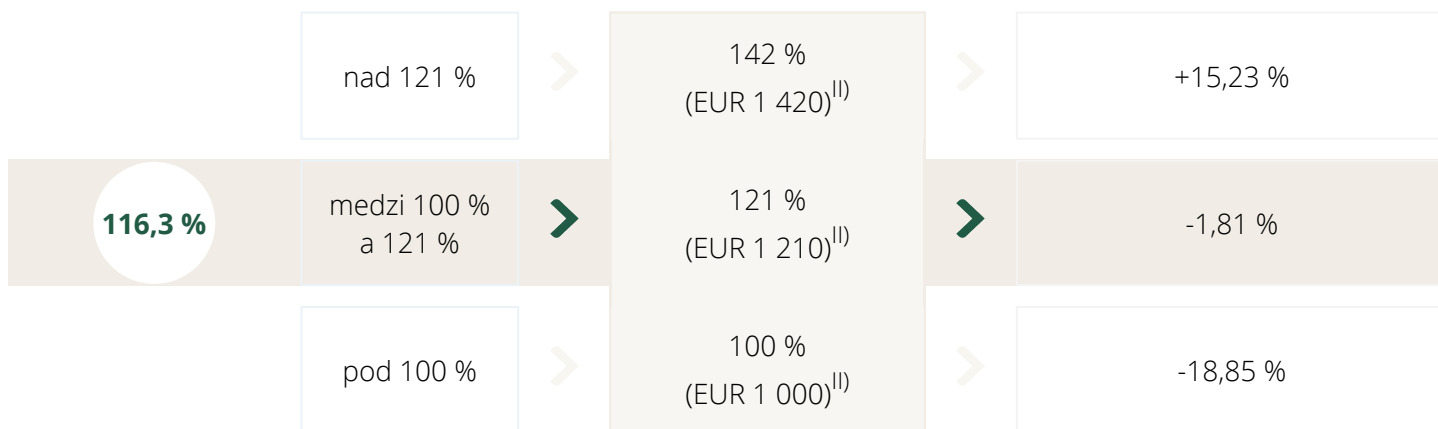 nad 121 %
142 %
(EUR 1 420)II)
+15,23 %
116,3 %
medzi 100 %
a 121 %
121 %
(EUR 1 210)II)
-1,81 %
pod 100 %
100 %
(EUR 1 000)II)
-18,85 %